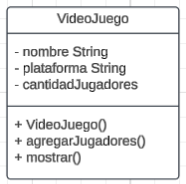 VideoJuego
- nombre String
- plataforma String
- cantidadJugadores
+ VideoJuego()
+ agregarJugadores()
+ mostrar()